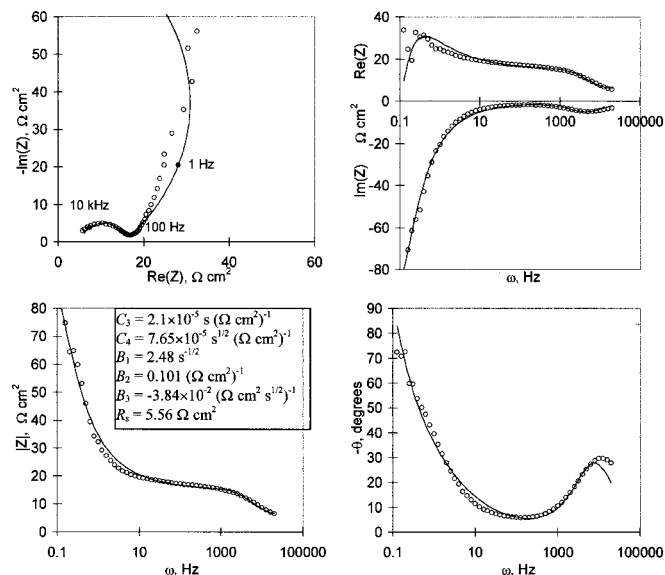 60
50
40
30
20
10
0
-Im(Z), Ω cm²
1 Hz
10 kHz
100 Hz
0 20 40 60
Re(Z), Ω cm²
40
20
0
-20
-40
-60
-80
Re(Z)
Ω cm²
Im(Z)
0.1 10 1000 100000
ω, Hz
80
70
60
50
40
30
20
10
0
|Z|, Ω cm²
C₃ = 2.1×10⁻⁵ s (Ω cm²)⁻¹
C₄ = 7.65×10⁻⁵ s^1/2 (Ω cm²)⁻¹
B₁ = 2.48 s^-1/2
B₂ = 0.101 (Ω cm²)⁻¹
B₃ = -3.84×10⁻² (Ω cm² s^1/2)⁻¹
Rₛ = 5.56 Ω cm²
0.1 10 1000 100000
ω, Hz
-90
80
70
60
50
40
30
20
10
0
-θ, degrees
0.1 10 1000 100000
ω, Hz